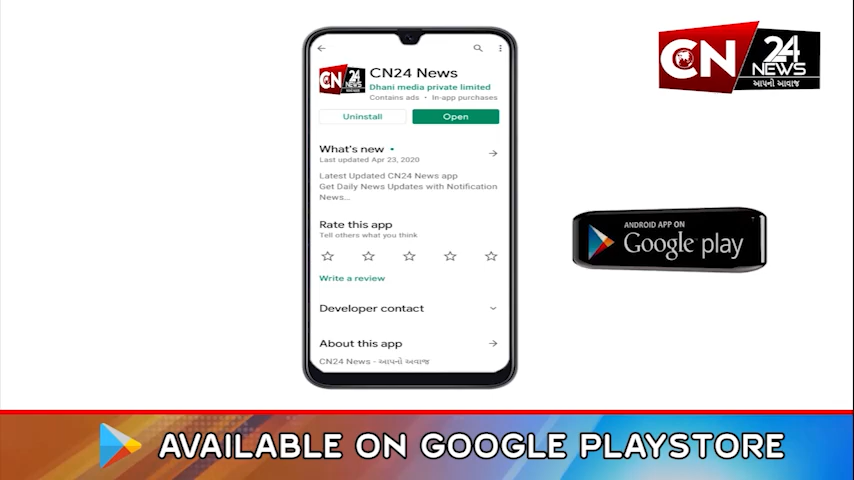 CN24 News
Dhani media private limited
Contains ads • In-app purchases
Uninstall
Open
What's new •
Last updated Apr 23, 2020
Latest Updated CN24 News app
Get Daily News Updates with Notification
News...
Rate this app
Tell others what you think
Write a review
Developer contact
About this app
CN24 News - આપનો અવાજ
CN 24
NEWS
આપનો અવાજ
ANDROID APP ON
Google play
AVAILABLE ON GOOGLE PLAYSTORE